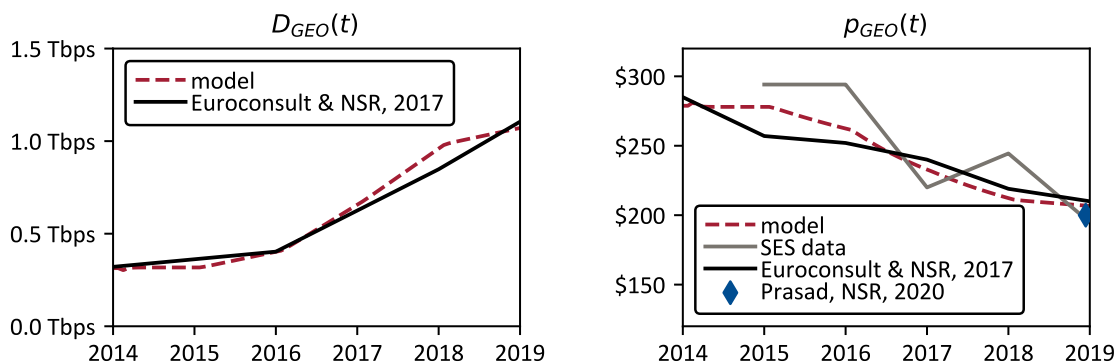 D_GEO(t)
1.5 Tbps
1.0 Tbps
0.5 Tbps
0.0 Tbps
model
Euroconsult & NSR, 2017
2014 2015 2016 2017 2018 2019
p_GEO(t)
$300
$250
$200
$150
model
SES data
Euroconsult & NSR, 2017
Prasad, NSR, 2020
2014 2015 2016 2017 2018 2019